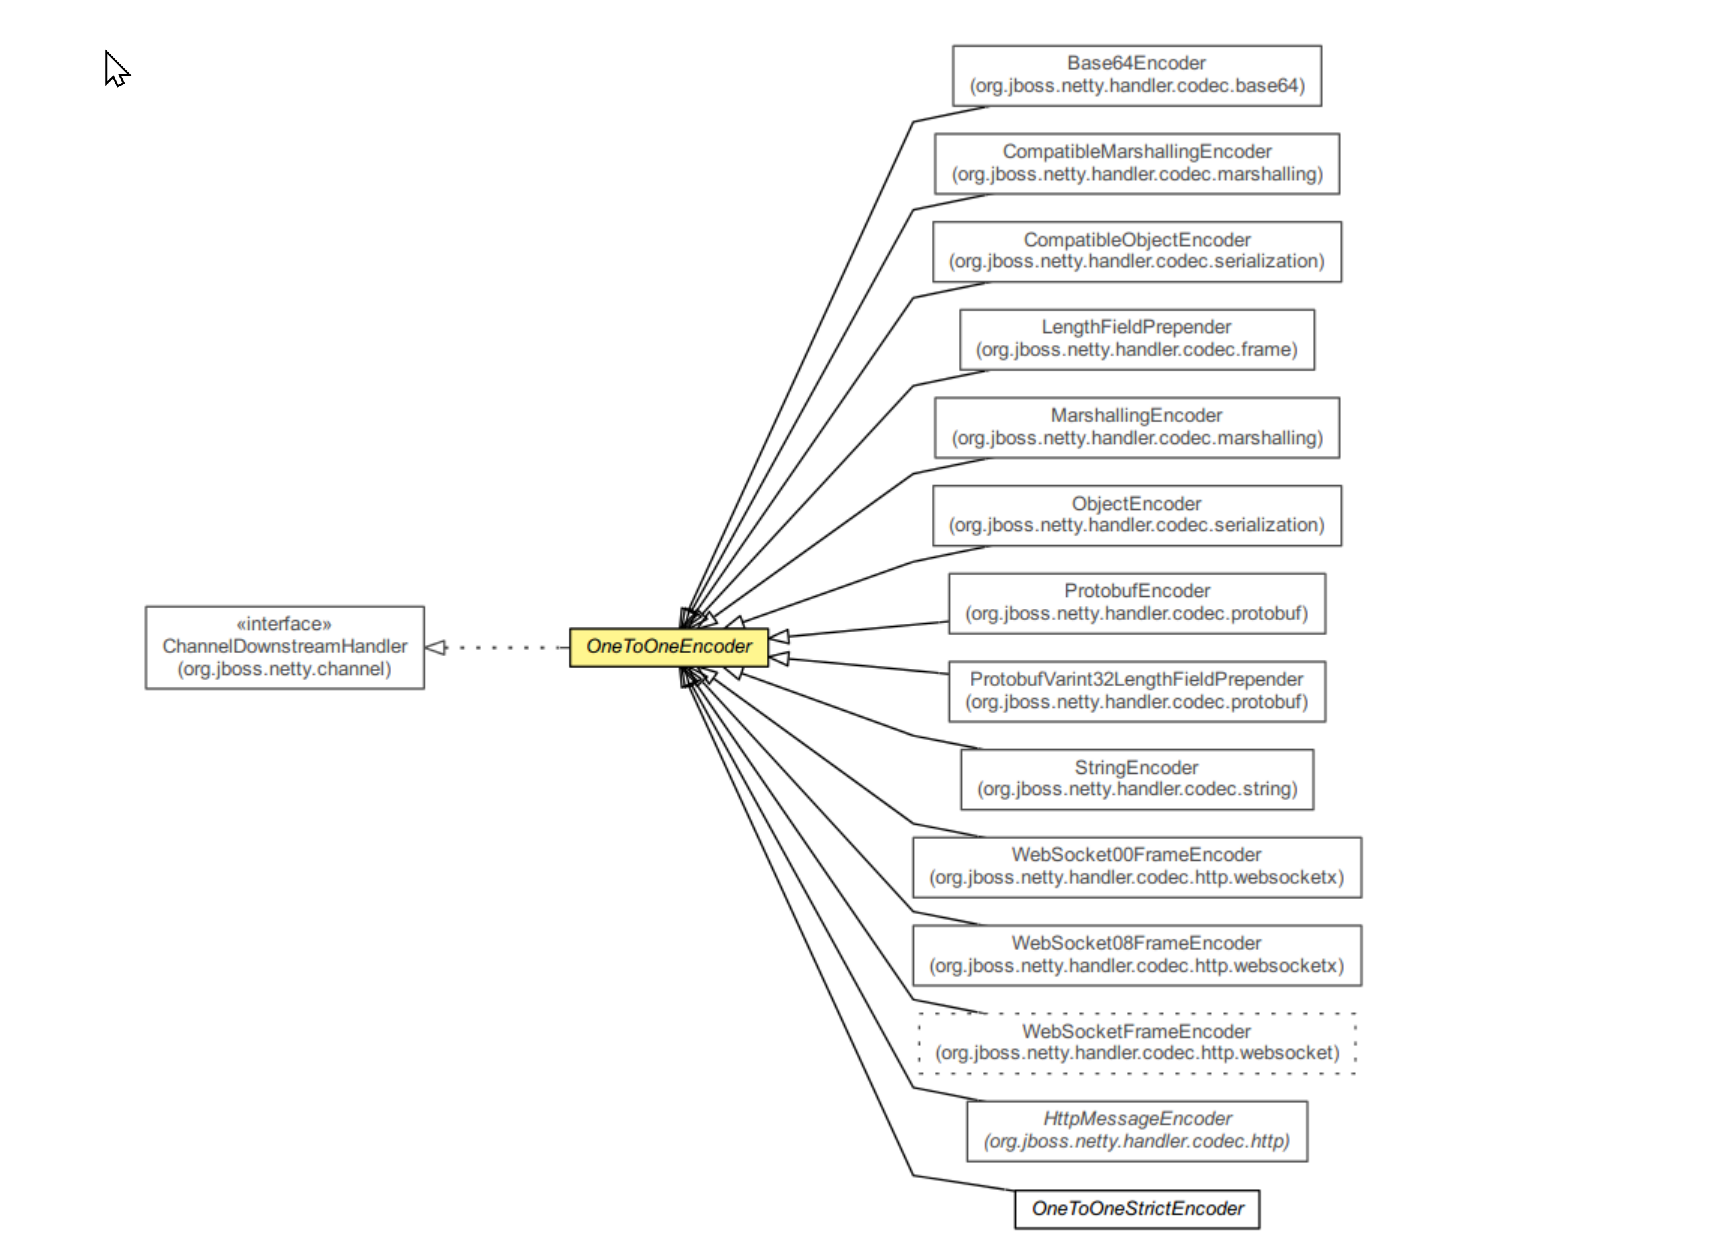 Base64Encoder
(org.jboss.netty.handler.codec.base64)
CompatibleMarshallingEncoder
(org.jboss.netty.handler.codec.marshalling)
CompatibleObjectEncoder
(org.jboss.netty.handler.codec.serialization)
LengthFieldPrepender
(org.jboss.netty.handler.codec.frame)
MarshallingEncoder
(org.jboss.netty.handler.codec.marshalling)
ObjectEncoder
(org.jboss.netty.handler.codec.serialization)
ProtobufEncoder
(org.jboss.netty.handler.codec.protobuf)
«interface»
ChannelDownstreamHandler
(org.jboss.netty.channel)
OneToOneEncoder
ProtobufVarint32LengthFieldPrepender
(org.jboss.netty.handler.codec.protobuf)
StringEncoder
(org.jboss.netty.handler.codec.string)
WebSocket00FrameEncoder
(org.jboss.netty.handler.codec.http.websocketx)
WebSocket08FrameEncoder
(org.jboss.netty.handler.codec.http.websocketx)
WebSocketFrameEncoder
(org.jboss.netty.handler.codec.http.websocket)
HttpMessageEncoder
(org.jboss.netty.handler.codec.http)
OneToOneStrictEncoder